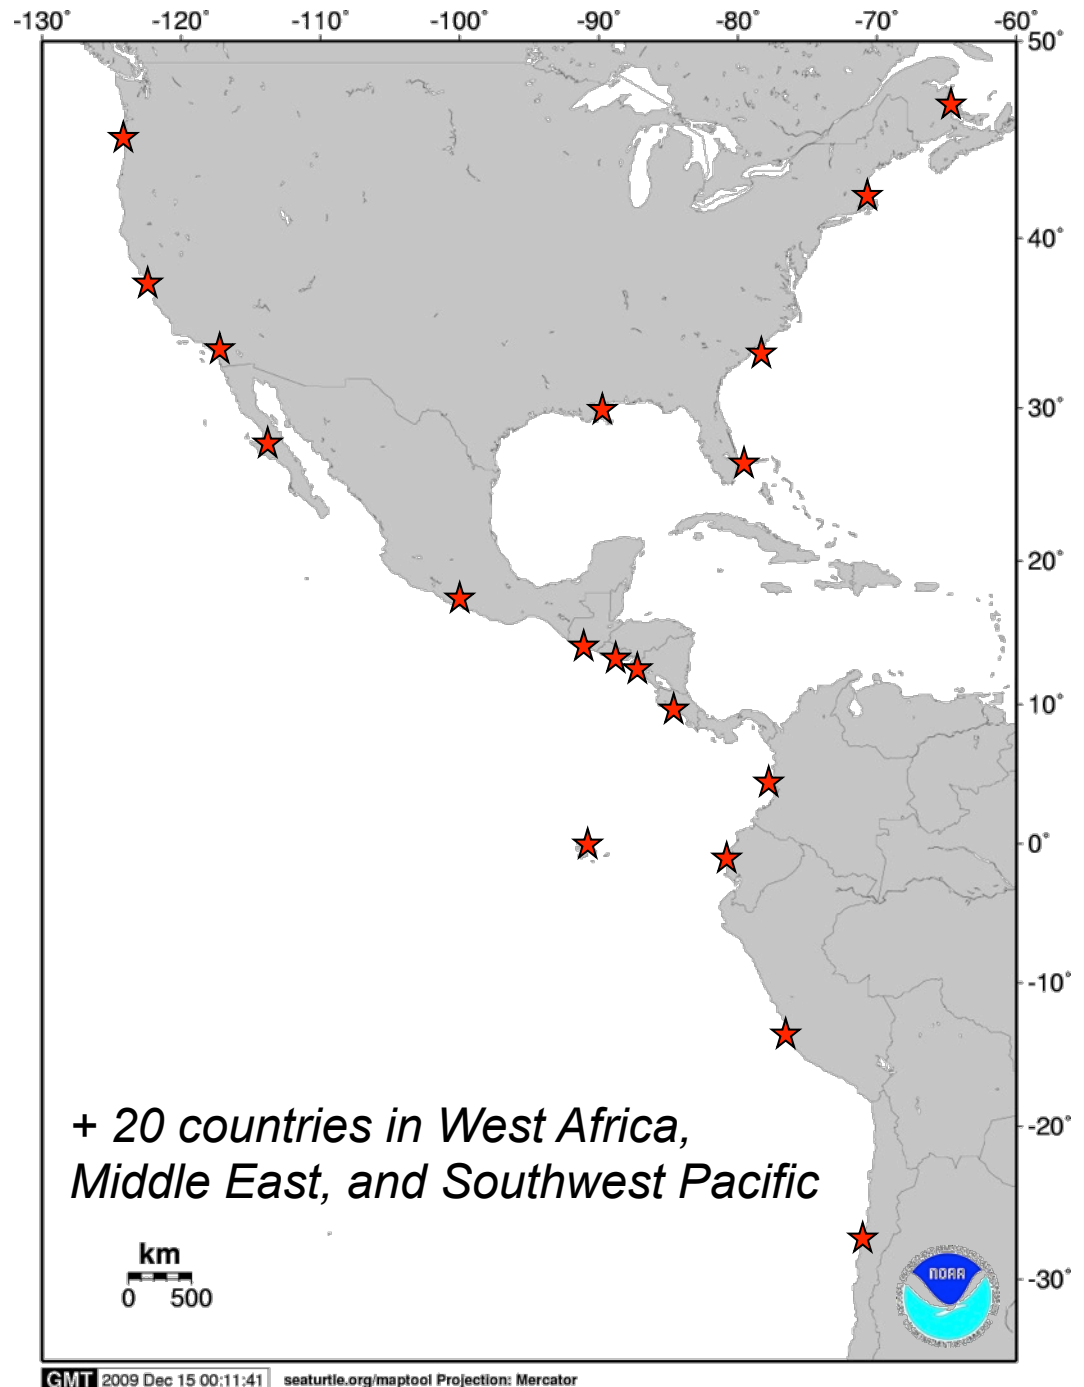 -130° -120° -110° -100° -90° -80° -70° -60°
50°
40°
30°
20°
10°
0°
-10°
+ 20 countries in West Africa,
-20°
Middle East, and Southwest Pacific
km
NOAA
-30°
0 500
GMT 2009 Dec 15 00:11:41 seaturtle.org/maptool Projection: Mercator